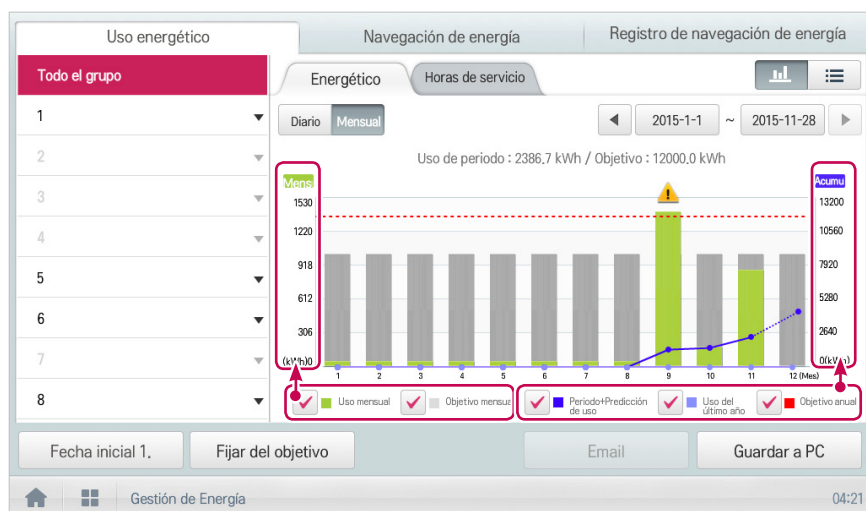 Uso energético
Navegación de energía
Registro de navegación de energía
Todo el grupo
1
2
3
4
5
6
7
8
Energético
Horas de servicio
Diario
Mensual
2015-1-1 ~ 2015-11-28
Uso de periodo : 2386.7 kWh / Objetivo : 12000.0 kWh
Mens
1530
1220
918
612
306
(kWh)0
Acumu
13200
10560
7920
5280
2640
0(kWh)
1 2 3 4 5 6 7 8 9 10 11 12 (Mes)
Uso mensual
Objetivo mensua
Periodo+Predicción
de uso
Uso del
último año
Objetivo anual
Fecha inicial 1.
Fijar del objetivo
Email
Guardar a PC
Gestión de Energía
04:21